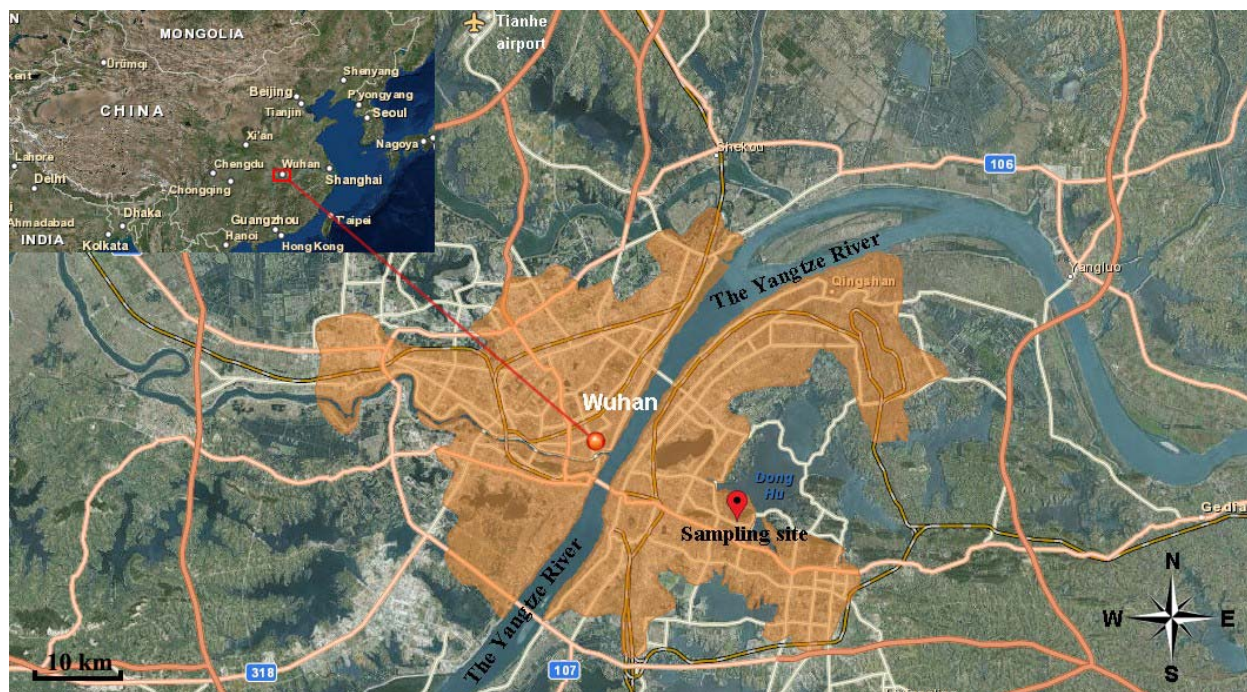 MONGOLIA
Ürümqi
Shenyang
Beijing
P'yongyang
Tianjin
Seoul
CHINA
Xi'an
Nagoya
Lahore
Chengdu
Wuhan
Delhi
Shanghai
Chongqing
Ahmadabad
Dhaka
Guangzhou
T'aipei
INDIA
Kolkata
Hanoi
Hong Kong
Tianhe
airport
Shekou
106
The Yangtze River
Qingshan
Yangluo
Wuhan
Dong
Hu
Sampling site
Gedia
The Yangtze River
N
W
E
S
10 km
318
107